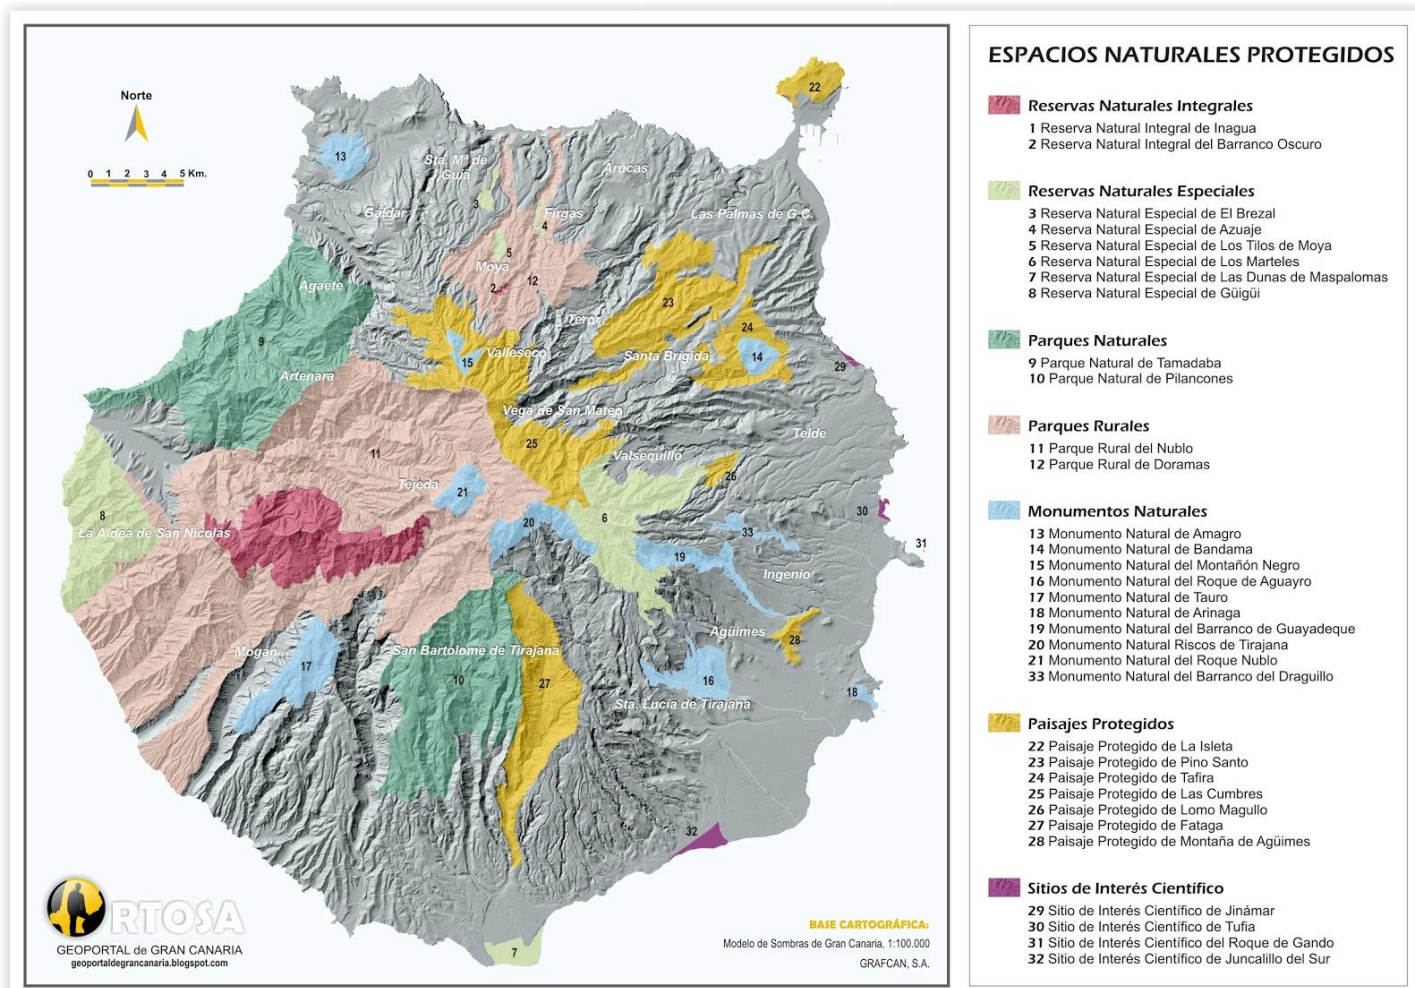 Norte
0 1 2 3 4 5 Km.
22
13
Sta. Mª de
Guía
Arucas
3
Gáldar
Firgas
4
Las Palmas de G.C.
5
Moya
12
2
Agaete
23
Teror
24
9
Valleseco
15
Santa Brígida
14
29
Artenara
Vega de San Mateo
25
Telde
11
Valsequillo
26
Tejeda
21
8
La Aldea de San Nicolás
1
20
6
33
30
31
19
Ingenio
Agüimes
28
Mogán
17
San Bartolomé de Tirajana
10
27
16
18
Sta. Lucía de Tirajana
32
7
RTOSA
GEOPORTAL de GRAN CANARIA
geoportaldegrancanaria.blogspot.com
BASE CARTOGRÁFICA:
Modelo de Sombras de Gran Canaria, 1:100.000
GRAFCAN, S.A.
ESPACIOS NATURALES PROTEGIDOS
Reservas Naturales Integrales
1 Reserva Natural Integral de Inagua
2 Reserva Natural Integral del Barranco Oscuro
Reservas Naturales Especiales
3 Reserva Natural Especial de El Brezal
4 Reserva Natural Especial de Azuaje
5 Reserva Natural Especial de Los Tilos de Moya
6 Reserva Natural Especial de Los Marteles
7 Reserva Natural Especial de Las Dunas de Maspalomas
8 Reserva Natural Especial de Güigüi
Parques Naturales
9 Parque Natural de Tamadaba
10 Parque Natural de Pilancones
Parques Rurales
11 Parque Rural del Nublo
12 Parque Rural de Doramas
Monumentos Naturales
13 Monumento Natural de Amagro
14 Monumento Natural de Bandama
15 Monumento Natural del Montañón Negro
16 Monumento Natural del Roque de Aguayro
17 Monumento Natural de Tauro
18 Monumento Natural de Arinaga
19 Monumento Natural del Barranco de Guayadeque
20 Monumento Natural Riscos de Tirajana
21 Monumento Natural del Roque Nublo
33 Monumento Natural del Barranco del Draguillo
Paisajes Protegidos
22 Paisaje Protegido de La Isleta
23 Paisaje Protegido de Pino Santo
24 Paisaje Protegido de Tafira
25 Paisaje Protegido de Las Cumbres
26 Paisaje Protegido de Lomo Magullo
27 Paisaje Protegido de Fataga
28 Paisaje Protegido de Montaña de Agüimes
Sitios de Interés Científico
29 Sitio de Interés Científico de Jinámar
30 Sitio de Interés Científico de Tufia
31 Sitio de Interés Científico del Roque de Gando
32 Sitio de Interés Científico de Juncalillo del Sur